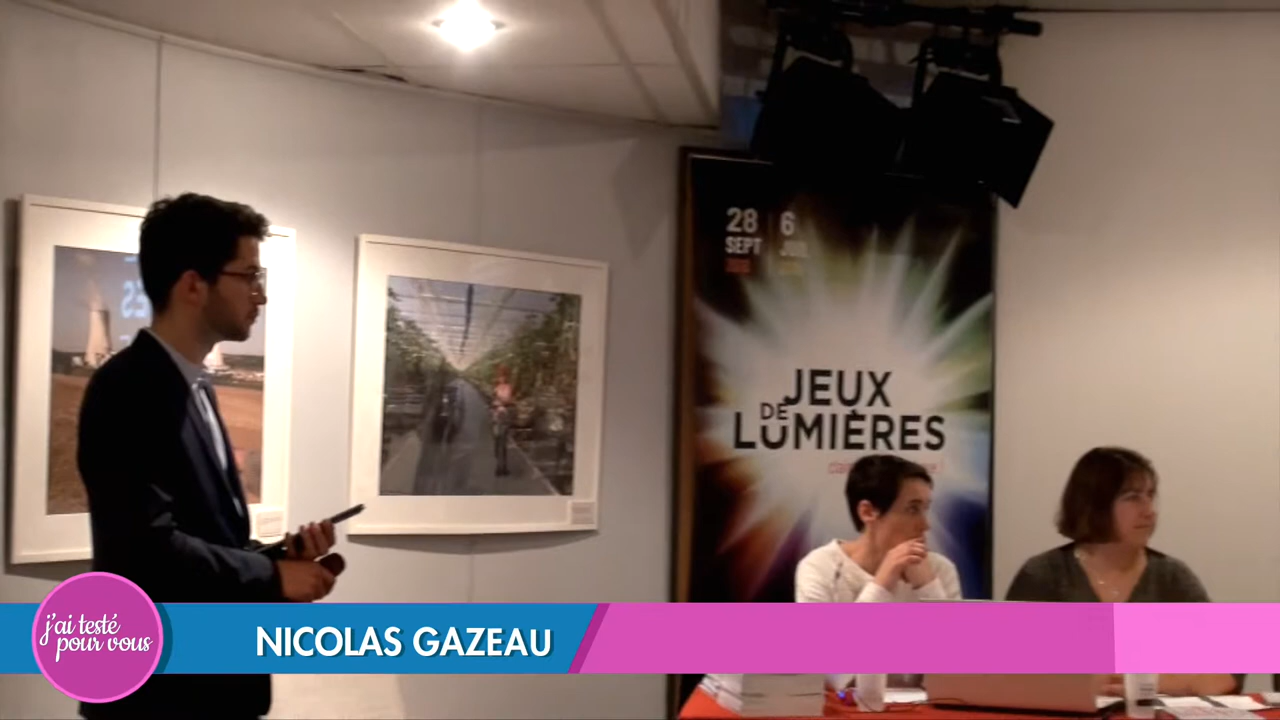 28
SEPT
6
JEUX
DE
LUMIÈRES
j'ai testé
pour vous
NICOLAS GAZEAU